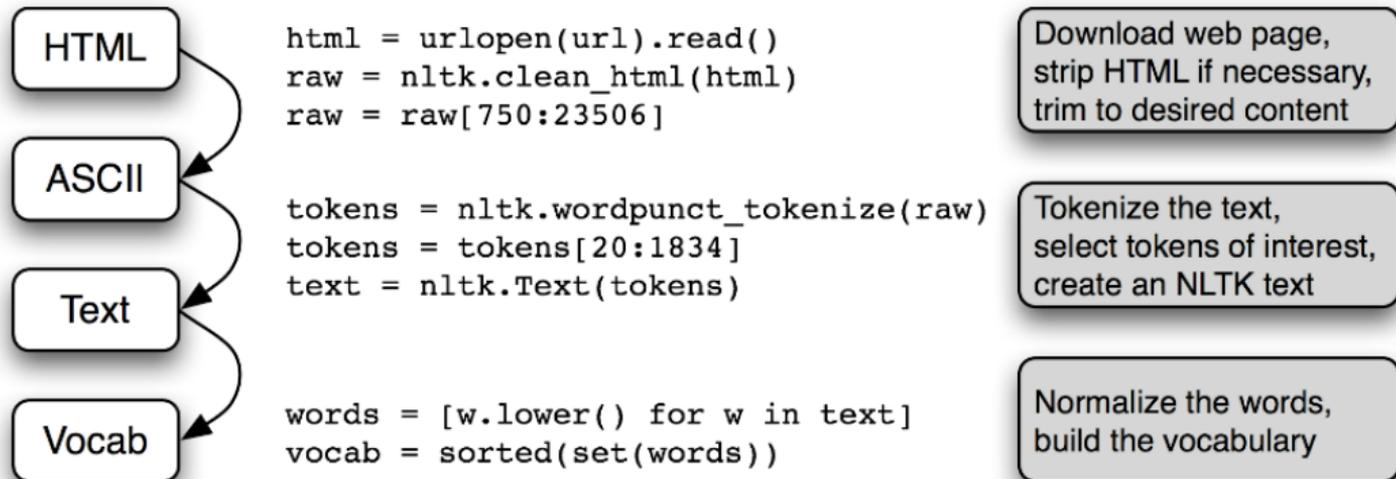 HTML
html = urlopen(url).read()
raw = nltk.clean_html(html)
raw = raw[750:23506]
Download web page,
strip HTML if necessary,
trim to desired content
ASCII
tokens = nltk.wordpunct_tokenize(raw)
tokens = tokens[20:1834]
text = nltk.Text(tokens)
Tokenize the text,
select tokens of interest,
create an NLTK text
Text
Vocab
words = [w.lower() for w in text]
vocab = sorted(set(words))
Normalize the words,
build the vocabulary